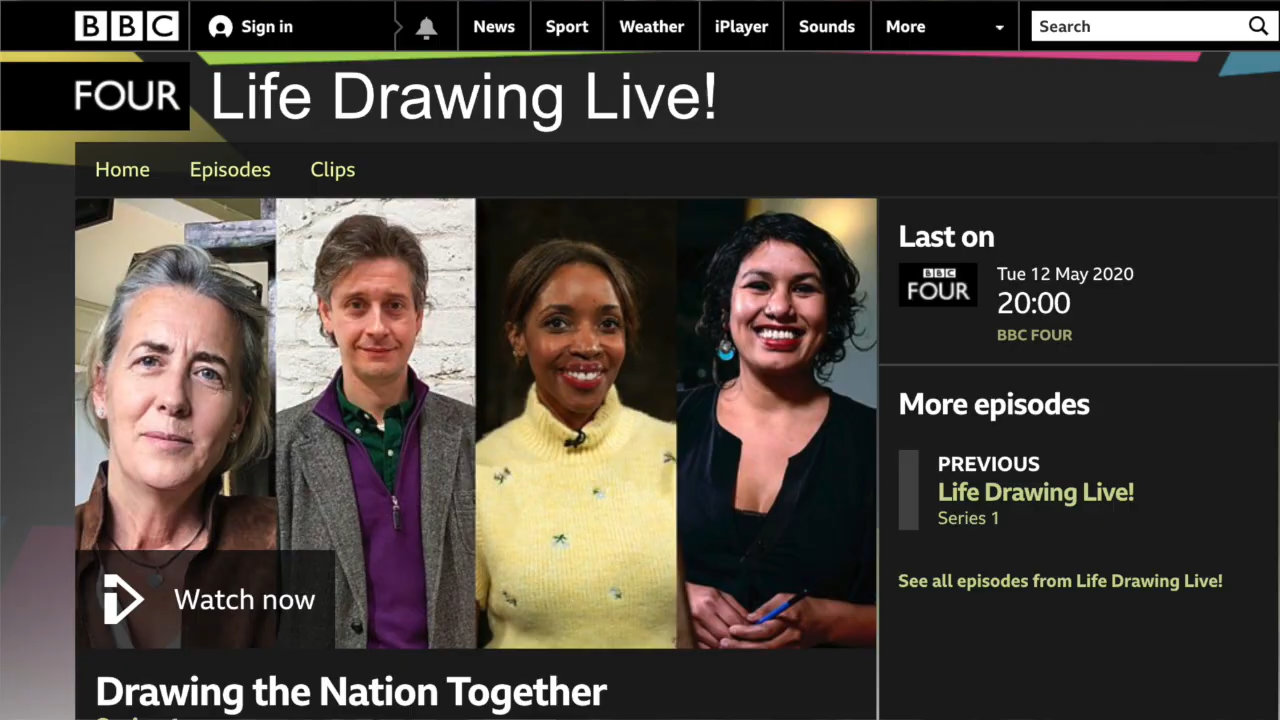 BBC
Sign in
News
Sport
Weather
iPlayer
Sounds
More
Search
FOUR
Life Drawing Live!
Home
Episodes
Clips
Last on
BBC
FOUR
Tue 12 May 2020
20:00
BBC FOUR
More episodes
PREVIOUS
Life Drawing Live!
Series 1
See all episodes from Life Drawing Live!
Watch now
Drawing the Nation Together